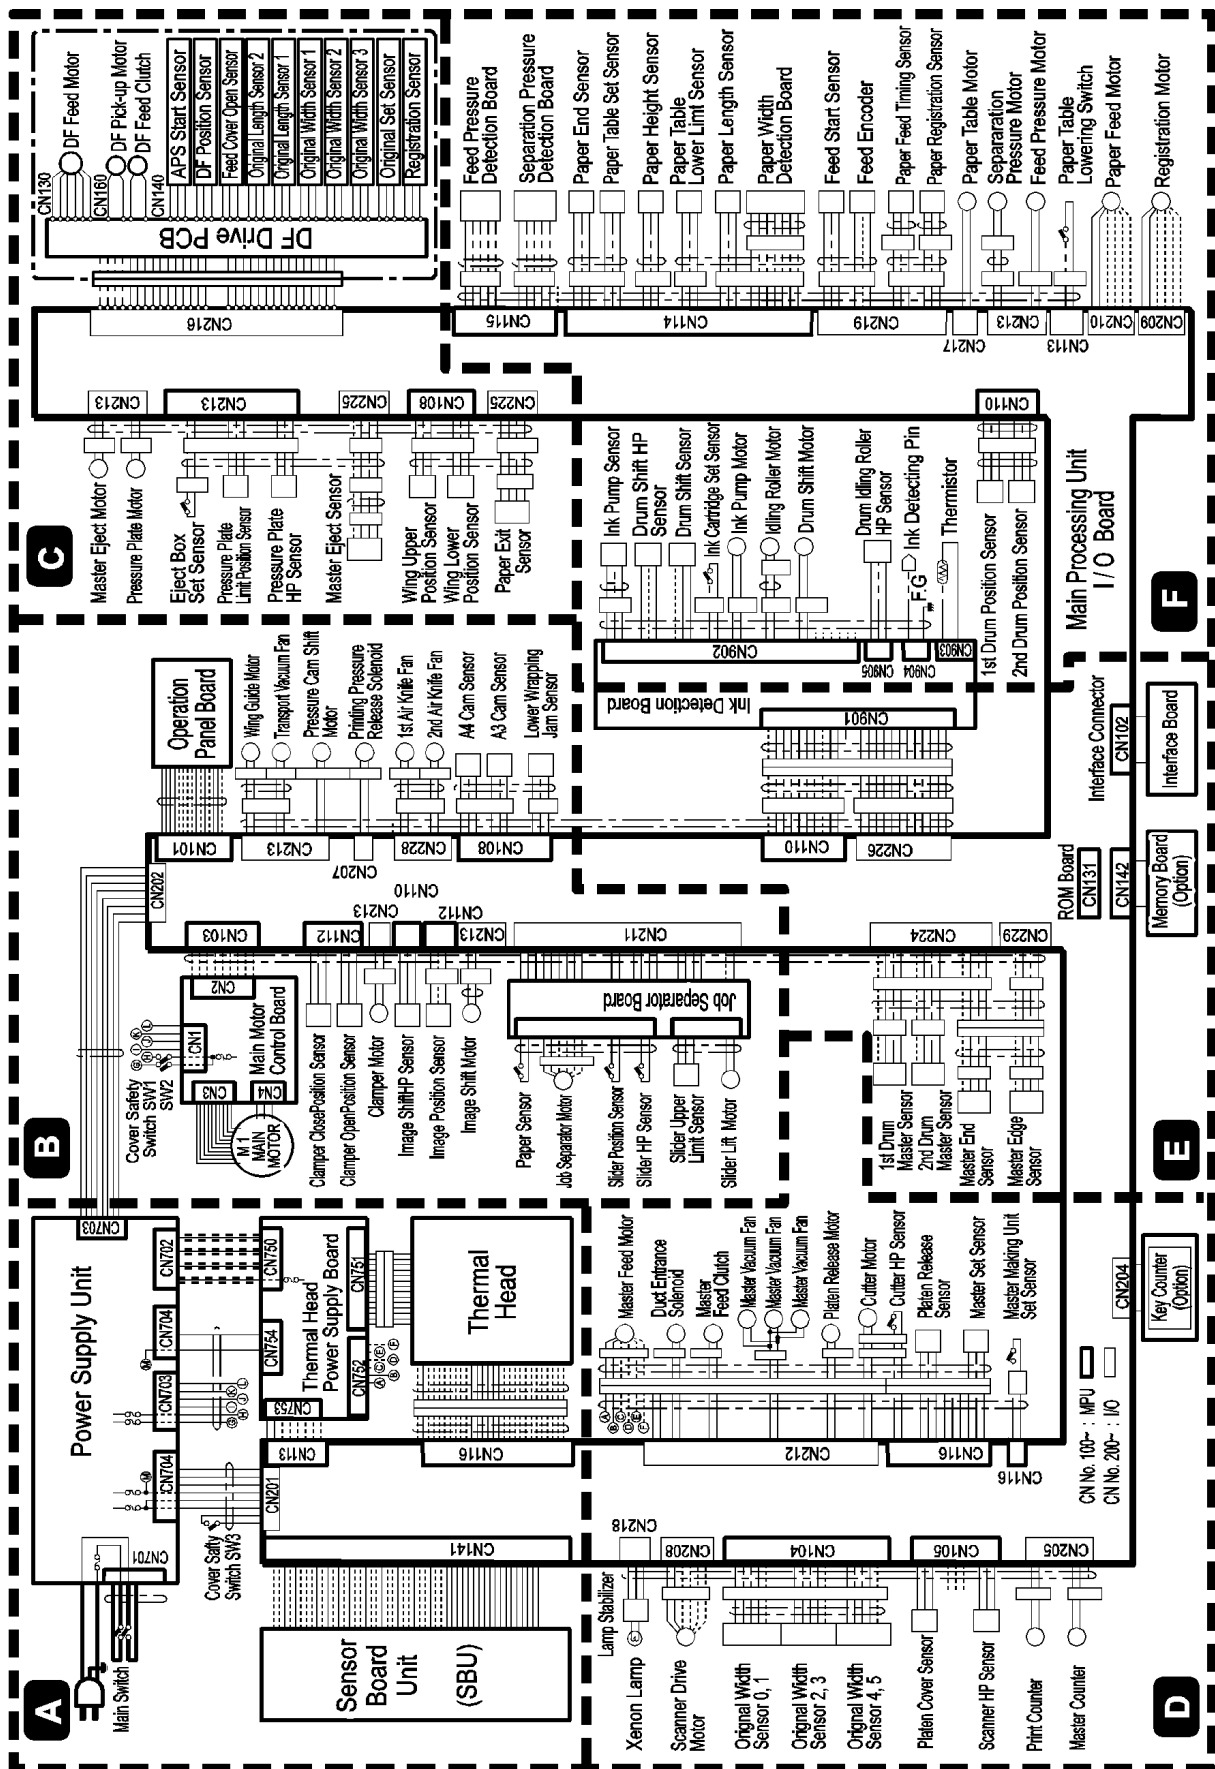 A
Power Supply Unit
Main Switch
CN701
CN704
CN703
CN704
CN702
CN703
Cover Safty
Switch SW3
CN201
CN753
CN754
CN750
CN752
CN751
Thermal Head
Power Supply Board
Thermal
Head
Sensor
Board
Unit
(SBU)
CN141
CN113
CN116
B
Cover Safety
Switch SW1
SW2
CN1
CN2
CN3
CN4
Main Motor
Control Board
M1
MAIN
MOTOR
CN202
CN103
CN112
CN213
CN110
CN112
CN213
CN211
Clamper ClosePosition Sensor
Clamper OpenPosition Sensor
Clamper Motor
Image ShiftHP Sensor
Image Position Sensor
Image Shift Motor
Job Separator Board
Paper Sensor
Job Separator Motor
Slider Position Sensor
Slider HP Sensor
Slider Upper
Limit Sensor
Slider Lift Motor
Operation
Panel Board
Wing Guide Motor
Transport Vacuum Fan
Pressure Cam Shift
Motor
Printing Pressure
Release Solenoid
1st Air Knife Fan
2nd Air Knife Fan
A4 Cam Sensor
A3 Cam Sensor
Lower Wrapping
Jam Sensor
CN101
CN213
CN207
CN228
CN108
CN110
CN226
C
Master Eject Motor
Pressure Plate Motor
Eject Box
Set Sensor
Pressure Plate
Limit Position Sensor
Pressure Plate
HP Sensor
Master Eject Sensor
Wing Upper
Position Sensor
Wing Lower
Position Sensor
Paper Exit
Sensor
CN213
CN213
CN225
CN108
CN225
CN216
DF Drive PCB
CN130
CN160
CN140
DF Feed Motor
DF Pick-up Motor
DF Feed Clutch
APS Start Sensor
DF Position Sensor
Feed Cover Open Sensor
Original Length Sensor 2
Original Length Sensor 1
Original Width Sensor 1
Original Width Sensor 2
Original Width Sensor 3
Original Set Sensor
Registration Sensor
D
Lamp Stabilizer
CN218
Xenon Lamp
Scanner Drive
Motor
CN208
Orignal Width
Sensor 0, 1
Orignal Width
Sensor 2, 3
Orignal Width
Sensor 4, 5
CN104
Platen Cover Sensor
Scanner HP Sensor
CN105
Print Counter
Master Counter
CN205
Master Feed Motor
Duct Entrance
Solenoid
Master
Feed Clutch
Master Vacuum Fan
Master Vacuum Fan
Master Vacuum Fan
Platen Release Motor
Cutter Motor
Cutter HP Sensor
Platen Release
Sensor
Master Set Sensor
Master Making Unit
Set Sensor
CN212
CN116
CN116
CN No. 100~ : MPU
CN No. 200~ : I/O
CN204
Key Counter
(Option)
E
1st Drum
Master Sensor
2nd Drum
Master Sensor
Master End
Sensor
Master Edge
Sensor
CN224
CN229
ROM Board
CN131
CN142
Memory Board
(Option)
Interface Connector
CN102
Interface Board
F
Main Processing Unit
I / O Board
Ink Detection Board
CN901
CN902
CN905
CN904
CN903
Ink Pump Sensor
Drum Shift HP
Sensor
Drum Shift Sensor
Ink Cartridge Set Sensor
Ink Pump Motor
Idling Roller Motor
Drum Shift Motor
Drum Idling Roller
HP Sensor
Ink Detecting Pin
F.G
Thermistor
CN110
1st Drum Position Sensor
2nd Drum Position Sensor
CN115
CN114
CN219
CN217
CN213
CN113
CN210
CN209
Feed Pressure
Detection Board
Separation Pressure
Detection Board
Paper End Sensor
Paper Table Set Sensor
Paper Height Sensor
Paper Table
Lower Limt Sensor
Paper Length Sensor
Paper Width
Detection Board
Feed Start Sensor
Feed Encoder
Paper Feed Timing Sensor
Paper Registration Sensor
Paper Table Motor
Separation
Pressure Motor
Feed Pressure Motor
Paper Table
Lowering Switch
Paper Feed Motor
Registration Motor